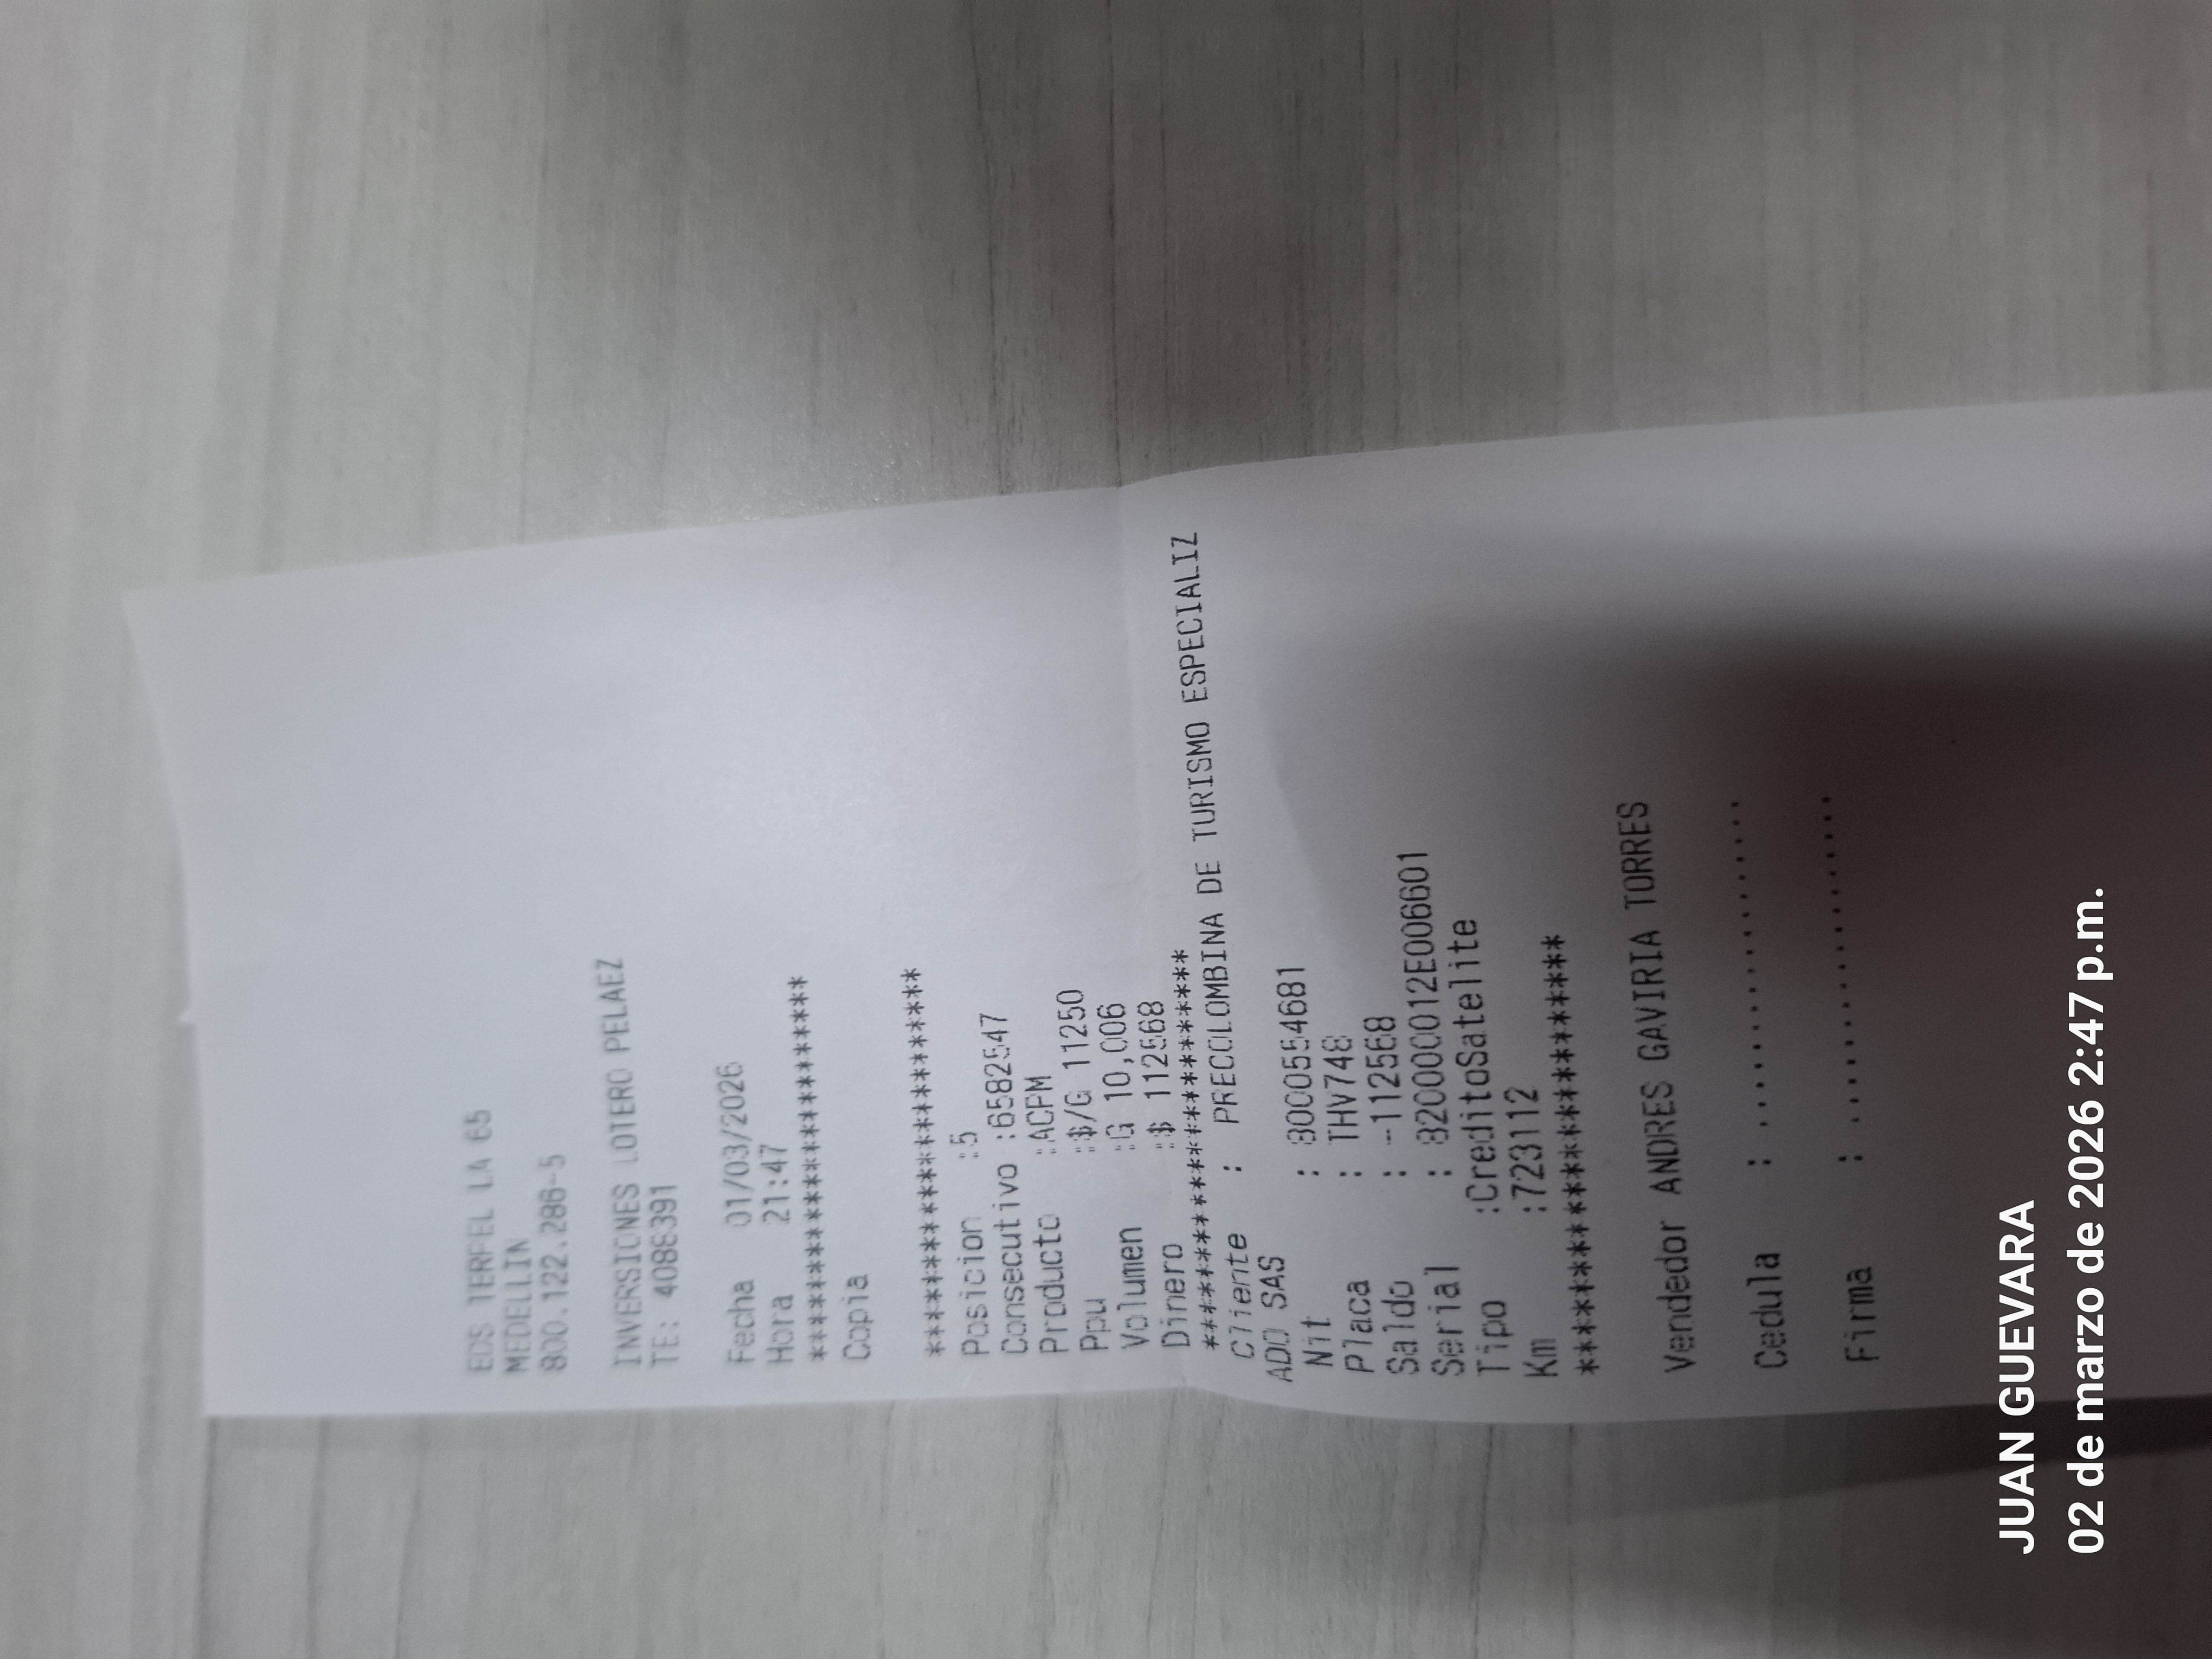 EDS TERPEL LA 65
MEDELLIN
800.122.286-5
INVERSIONES LOTERO PELAEZ
TE:
Fecha 01/03/2026
Hora 21:47
************************
Copia
************************
Posicion :5
Consecutivo :6582547
Producto :ACPM
Ppu :$/G 11250
Volumen :G 10,006
Dinero :$ 112568
************************
Cliente : PRECOLOMBINA DE TURISMO ESPECIALIZ
ADO SAS
Nit : 8000554681
Placa : THV748
Saldo : -112568
Serial : 8200000012E006601
Tipo :CreditoSatelite
Km :723112
************************
Vendedor ANDRES GAVIRIA TORRES
Cedula : ........................
Firma : ........................
JUAN GUEVARA
02 de marzo de 2026 2:47 p.m.